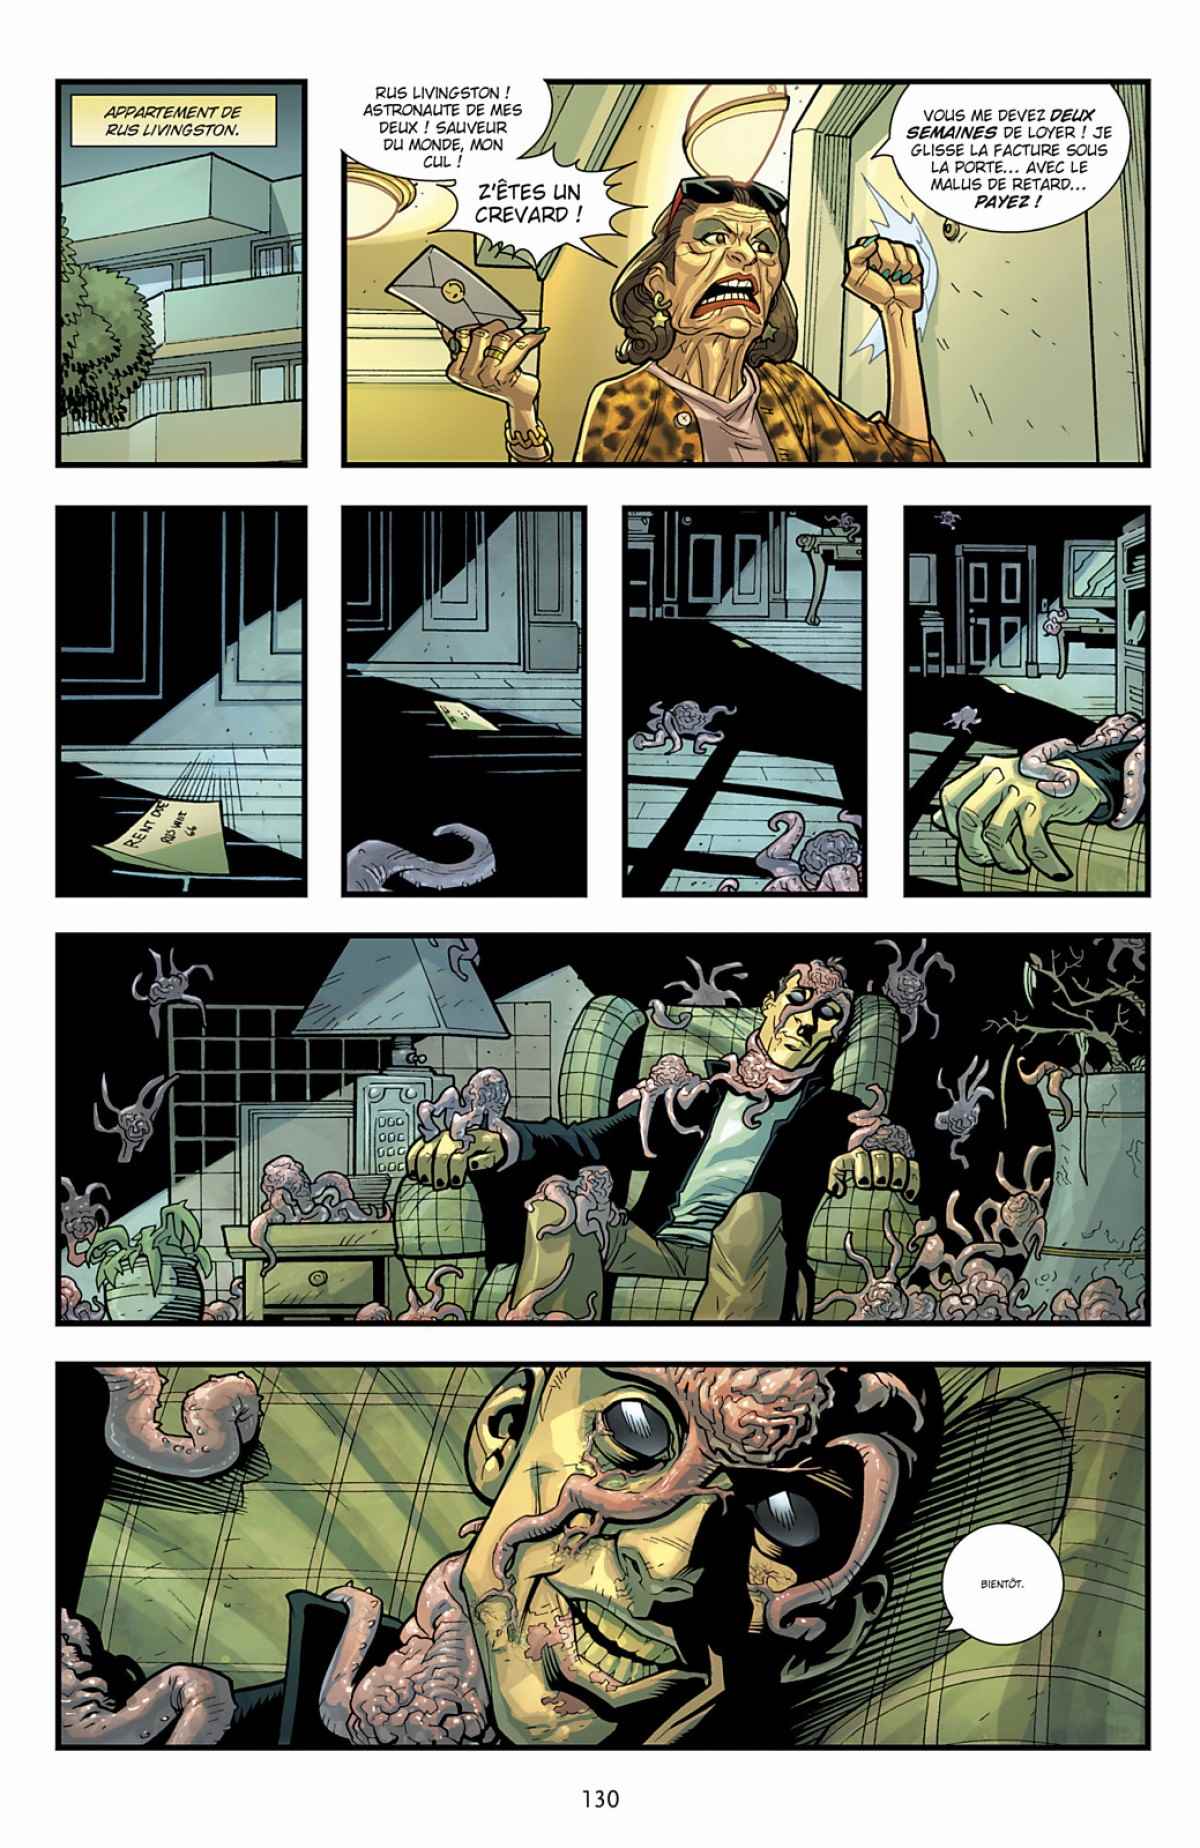 APPARTEMENT DE
RUS LIVINGSTON.
RUS LIVINGSTON !
ASTRONAUTE DE MES
DEUX ! SAUVEUR
DU MONDE, MON
CUL !
Z'ÊTES UN
CREVARD !
VOUS ME DEVEZ DEUX
SEMAINES DE LOYER ! JE
GLISSE LA FACTURE SOUS
LA PORTE... AVEC LE
MALUS DE RETARD...
PAYEZ !
RENT DUE
BIENTÔT.
130